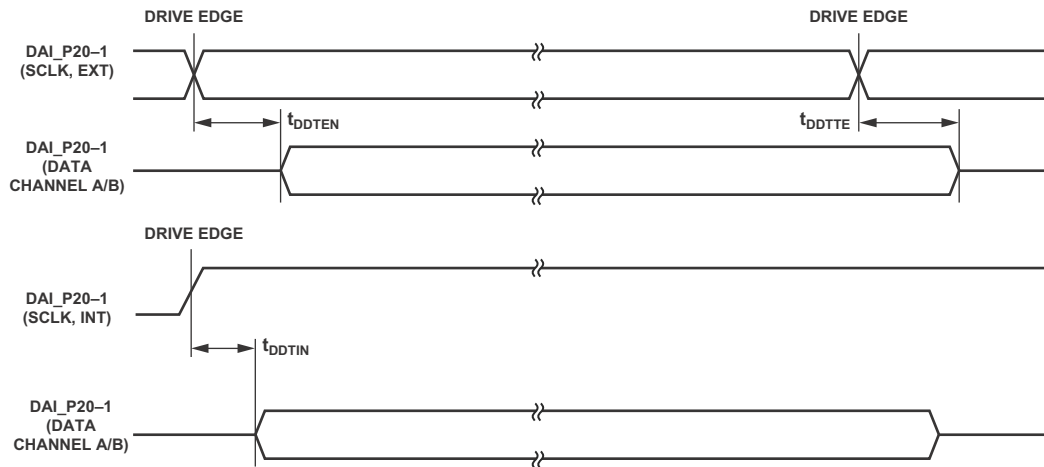 DRIVE EDGE
DRIVE EDGE
DAI_P20–1
(SCLK, EXT)
tDDTEN
tDDTTE
DAI_P20–1
(DATA
CHANNEL A/B)
DRIVE EDGE
DAI_P20–1
(SCLK, INT)
tDDTIN
DAI_P20–1
(DATA
CHANNEL A/B)